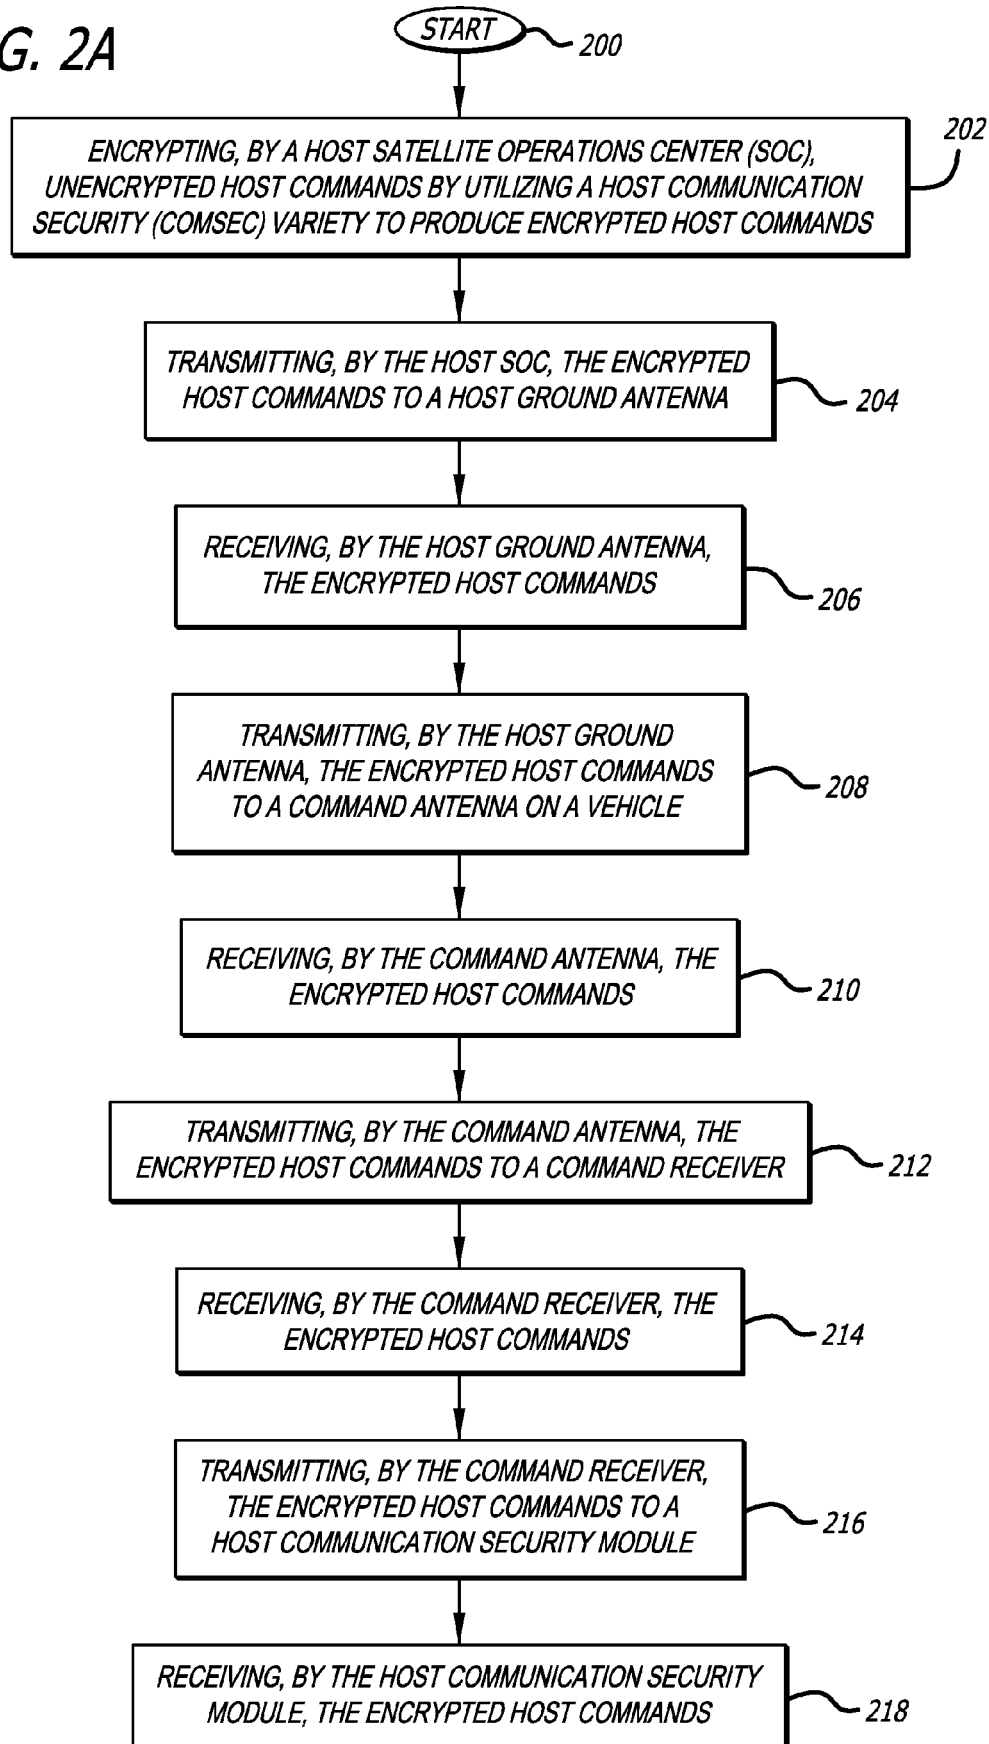 G. 2A
START
200
202
ENCRYPTING, BY A HOST SATELLITE OPERATIONS CENTER (SOC),
UNENCRYPTED HOST COMMANDS BY UTILIZING A HOST COMMUNICATION
SECURITY (COMSEC) VARIETY TO PRODUCE ENCRYPTED HOST COMMANDS
TRANSMITTING, BY THE HOST SOC, THE ENCRYPTED
HOST COMMANDS TO A HOST GROUND ANTENNA
204
RECEIVING, BY THE HOST GROUND ANTENNA,
THE ENCRYPTED HOST COMMANDS
206
TRANSMITTING, BY THE HOST GROUND
ANTENNA, THE ENCRYPTED HOST COMMANDS
TO A COMMAND ANTENNA ON A VEHICLE
208
RECEIVING, BY THE COMMAND ANTENNA, THE
ENCRYPTED HOST COMMANDS
210
TRANSMITTING, BY THE COMMAND ANTENNA, THE
ENCRYPTED HOST COMMANDS TO A COMMAND RECEIVER
212
RECEIVING, BY THE COMMAND RECEIVER, THE
ENCRYPTED HOST COMMANDS
214
TRANSMITTING, BY THE COMMAND RECEIVER,
THE ENCRYPTED HOST COMMANDS TO A
HOST COMMUNICATION SECURITY MODULE
216
RECEIVING, BY THE HOST COMMUNICATION SECURITY
MODULE, THE ENCRYPTED HOST COMMANDS
218